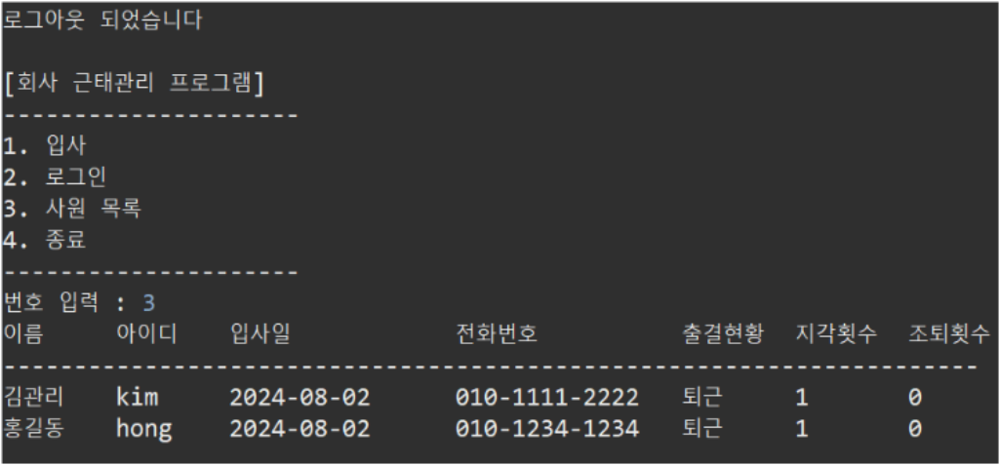 로그아웃 되었습니다
[회사 근태관리 프로그램]
---------------------
1. 입사
2. 로그인
3. 사원 목록
4. 종료
---------------------
번호 입력 : 3
이름 아이디 입사일 전화번호 출결현황 지각횟수 조퇴횟수
---------------------------------------------------------------------
김관리 kim 2024-08-02 010-1111-2222 퇴근 1 0
홍길동 hong 2024-08-02 010-1234-1234 퇴근 1 0